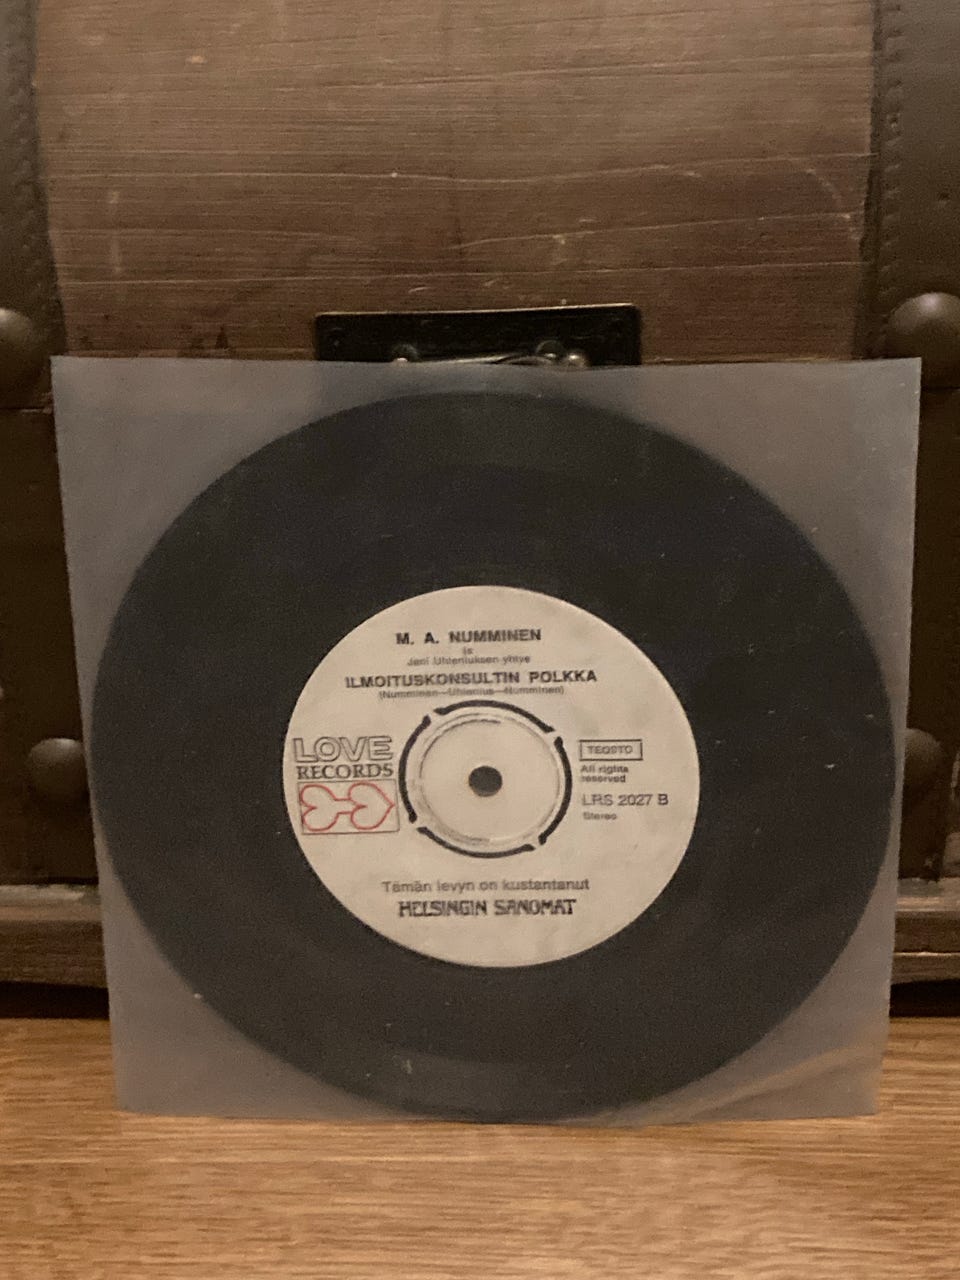 M. A. NUMMINEN
ja
Jani Uhleniuksen yhtye
ILMOITUSKONSULTIN POLKKA
(Numminen—Uhlenius—Numminen)
LOVE
RECORDS
TEOSTO
All rights
reserved
LRS 2027 B
Stereo
Tämän levyn on kustantanut
HELSINGIN SANOMAT